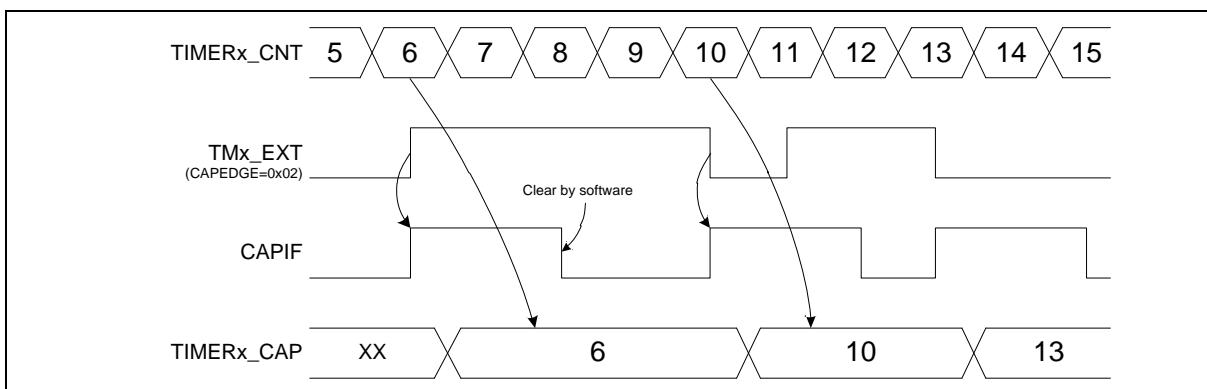 TIMERx_CNT 5 6 7 8 9 10 11 12 13 14 15
TMx_EXT
(CAPEDGE=0x02)
Clear by software
CAPIF
TIMERx_CAP XX 6 10 13